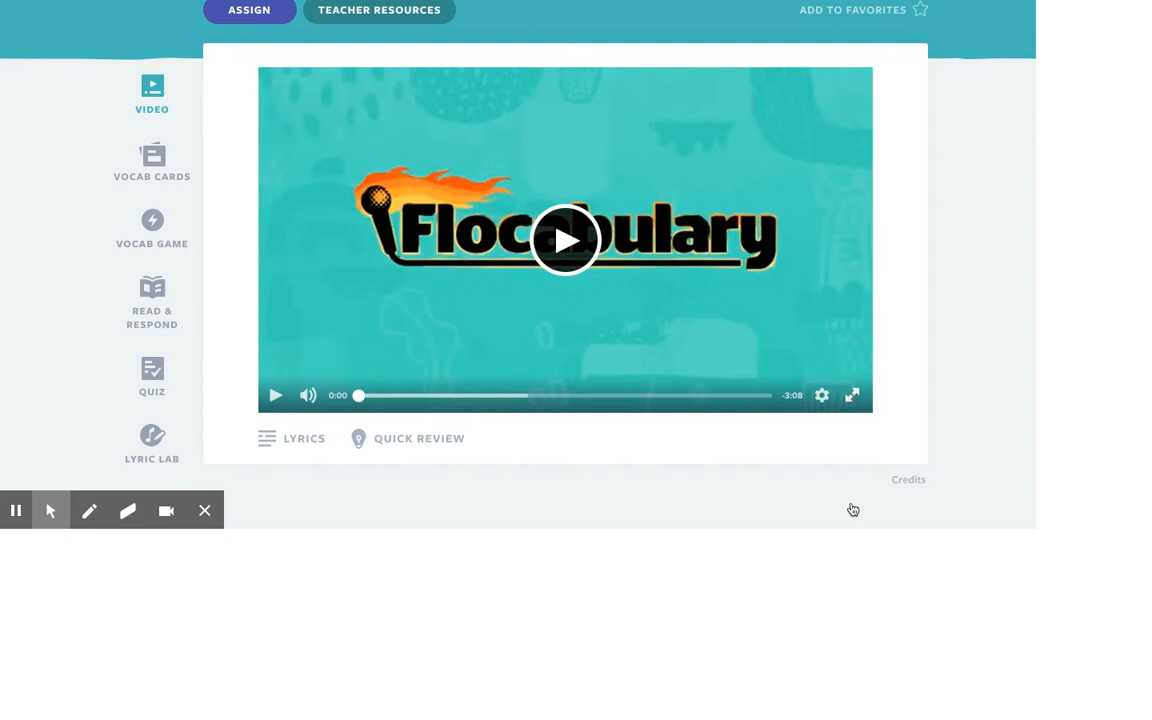 ASSIGN
TEACHER RESOURCES
ADD TO FAVORITES
VIDEO
VOCAB CARDS
VOCAB GAME
READ &
RESPOND
QUIZ
LYRIC LAB
Flocabulary
0:00
-3:08
LYRICS
QUICK REVIEW
Credits